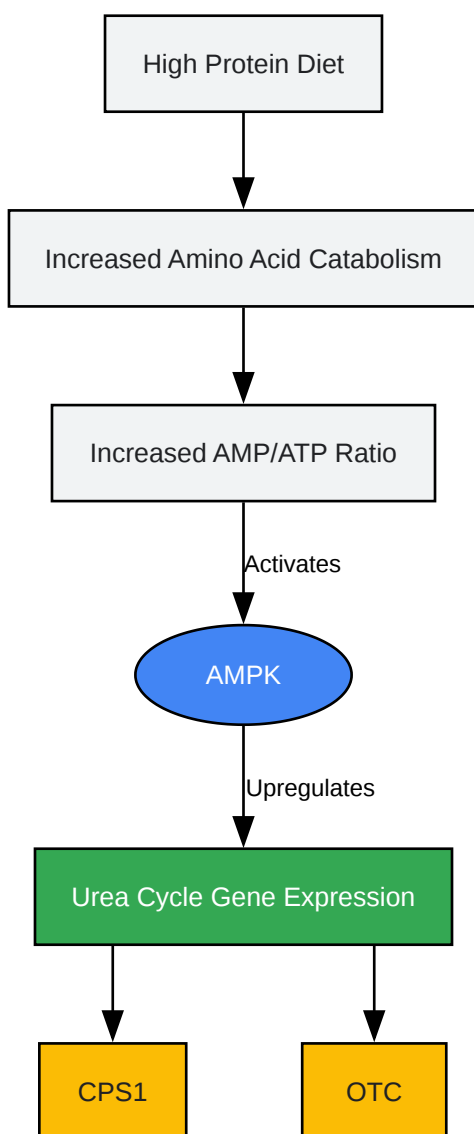 High Protein Diet
Increased Amino Acid Catabolism
Increased AMP/ATP Ratio
Activates
AMPK
Upregulates
Urea Cycle Gene Expression
CPS1
OTC